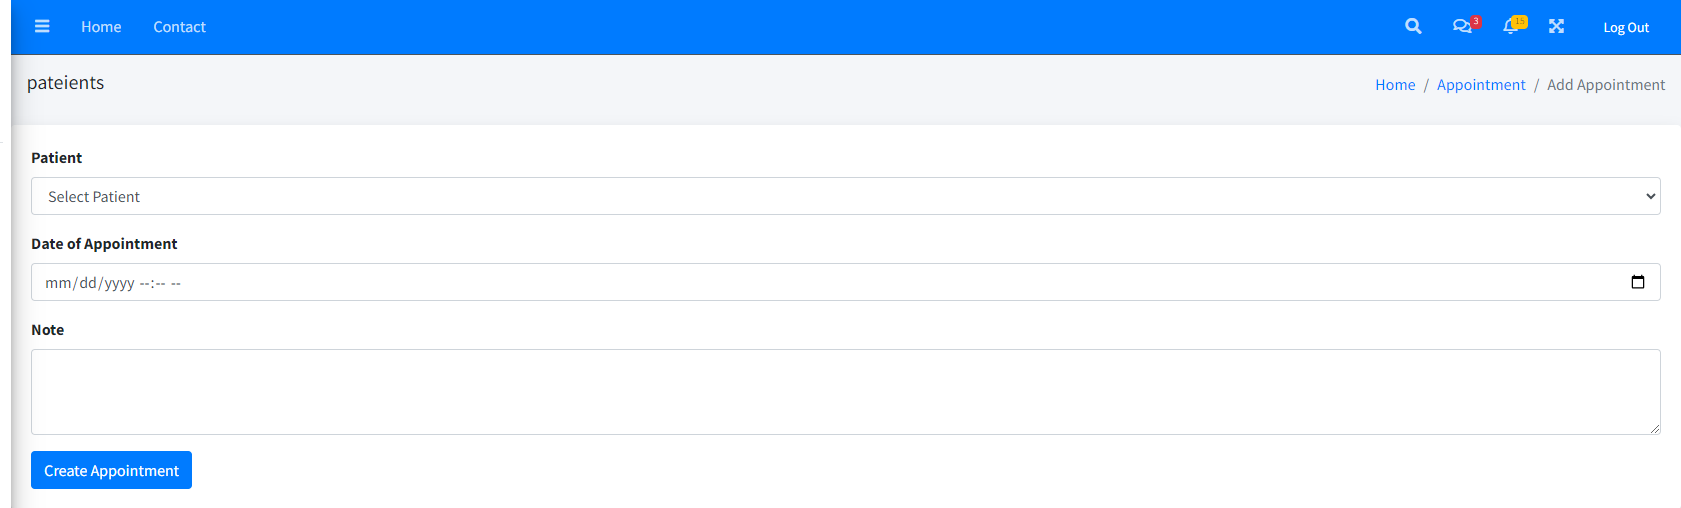 Home Contact 3 15 Log Out
pateients Home / Appointment / Add Appointment
Patient
Select Patient
Date of Appointment
mm/dd/yyyy --:-- --
Note
Create Appointment